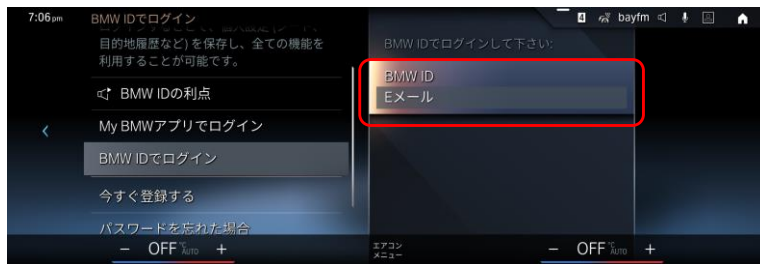 7:06pm
BMW IDでログイン
目的地履歴など) を保存し、全ての機能を
利用することが可能です。
BMW IDの利点
My BMWアプリでログイン
BMW IDでログイン
今すぐ登録する
パスワードを忘れた場合
4 bayfm
BMW IDでログインして下さい:
BMW ID
Eメール
- OFF °C AUTO +
エアコン
メニュー
- OFF °C AUTO +